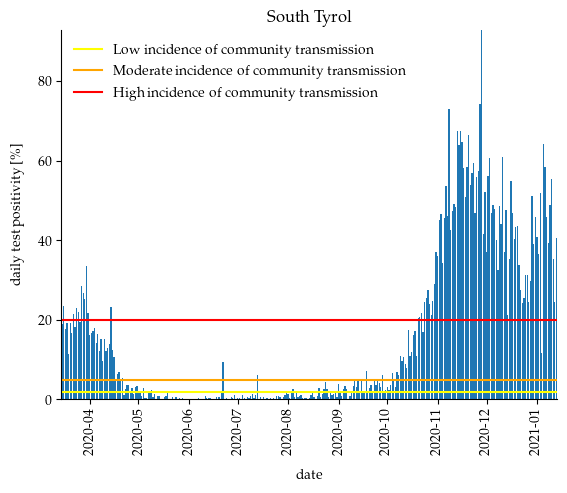 South Tyrol
Low incidence of community transmission
Moderate incidence of community transmission
High incidence of community transmission
daily test positivity [%]
80
60
40
20
0
2020-04
2020-05
2020-06
2020-07
2020-08
2020-09
2020-10
2020-11
2020-12
2021-01
date